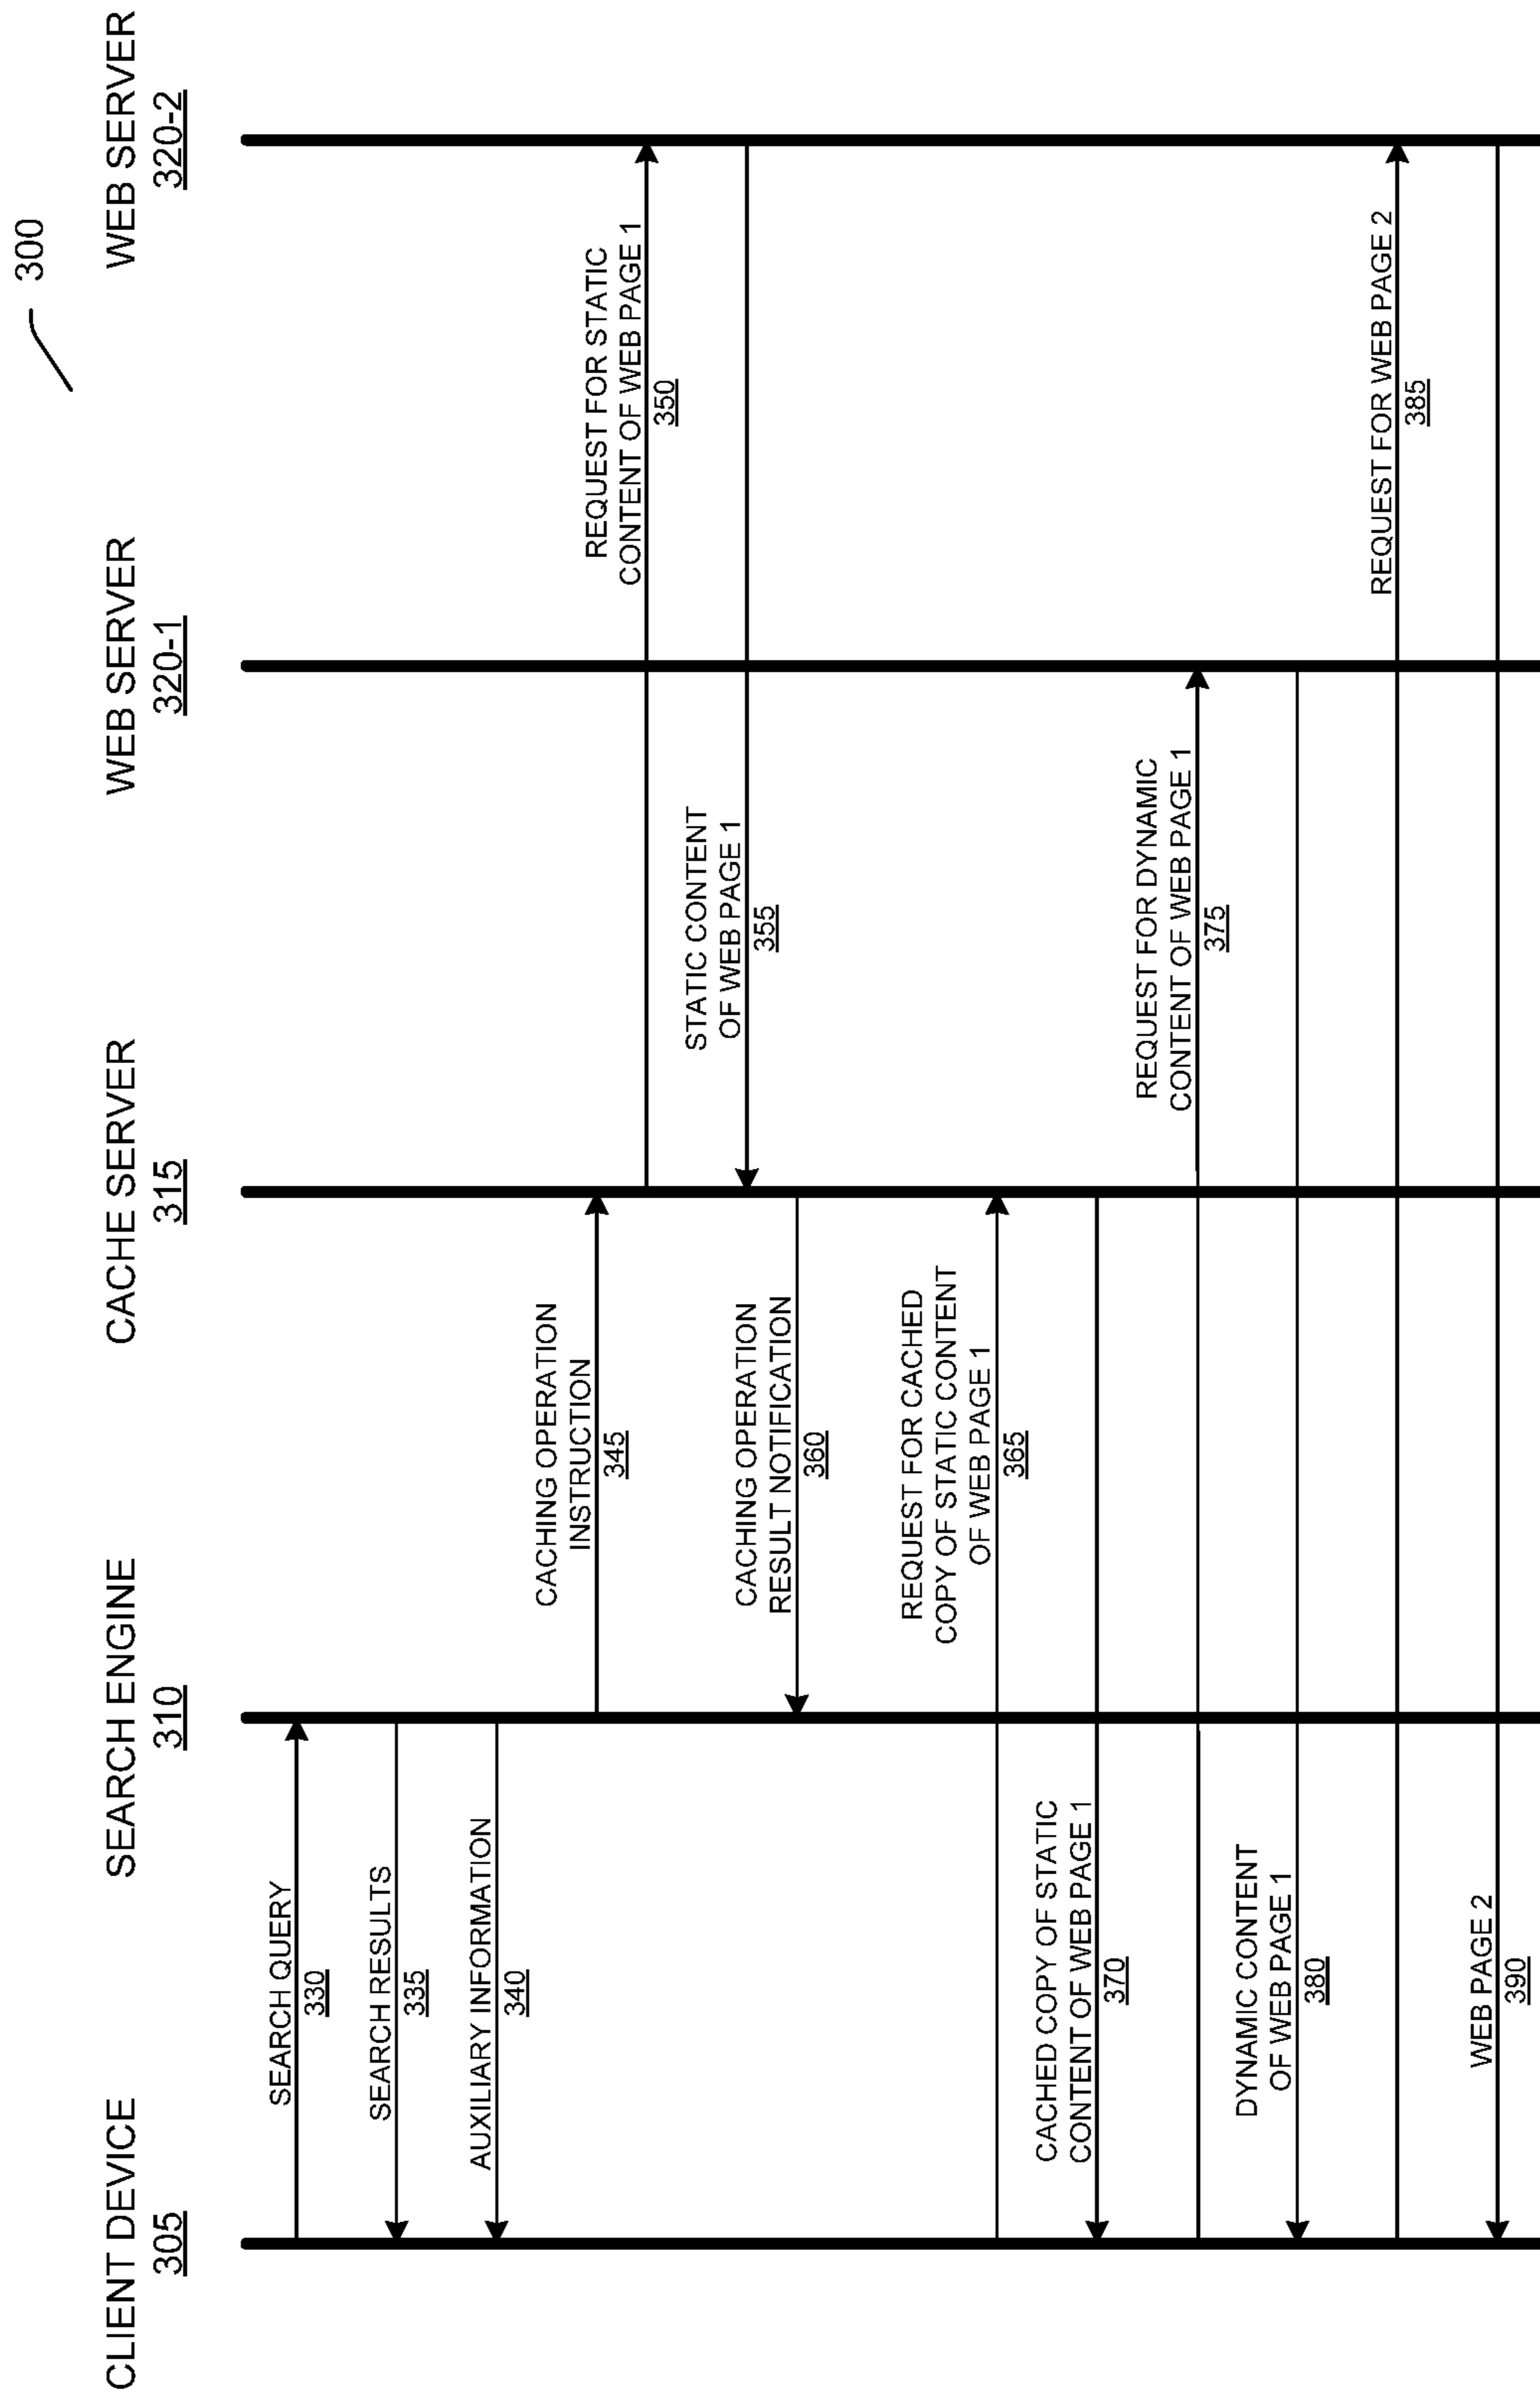 300
CLIENT DEVICE
305
SEARCH ENGINE
310
CACHE SERVER
315
WEB SERVER
320-1
WEB SERVER
320-2
SEARCH QUERY
330
SEARCH RESULTS
335
AUXILIARY INFORMATION
340
CACHING OPERATION
INSTRUCTION
345
REQUEST FOR STATIC
CONTENT OF WEB PAGE 1
350
STATIC CONTENT
OF WEB PAGE 1
355
CACHING OPERATION
RESULT NOTIFICATION
360
REQUEST FOR CACHED
COPY OF STATIC CONTENT
OF WEB PAGE 1
365
CACHED COPY OF STATIC
CONTENT OF WEB PAGE 1
370
REQUEST FOR DYNAMIC
CONTENT OF WEB PAGE 1
375
DYNAMIC CONTENT
OF WEB PAGE 1
380
REQUEST FOR WEB PAGE 2
385
WEB PAGE 2
390